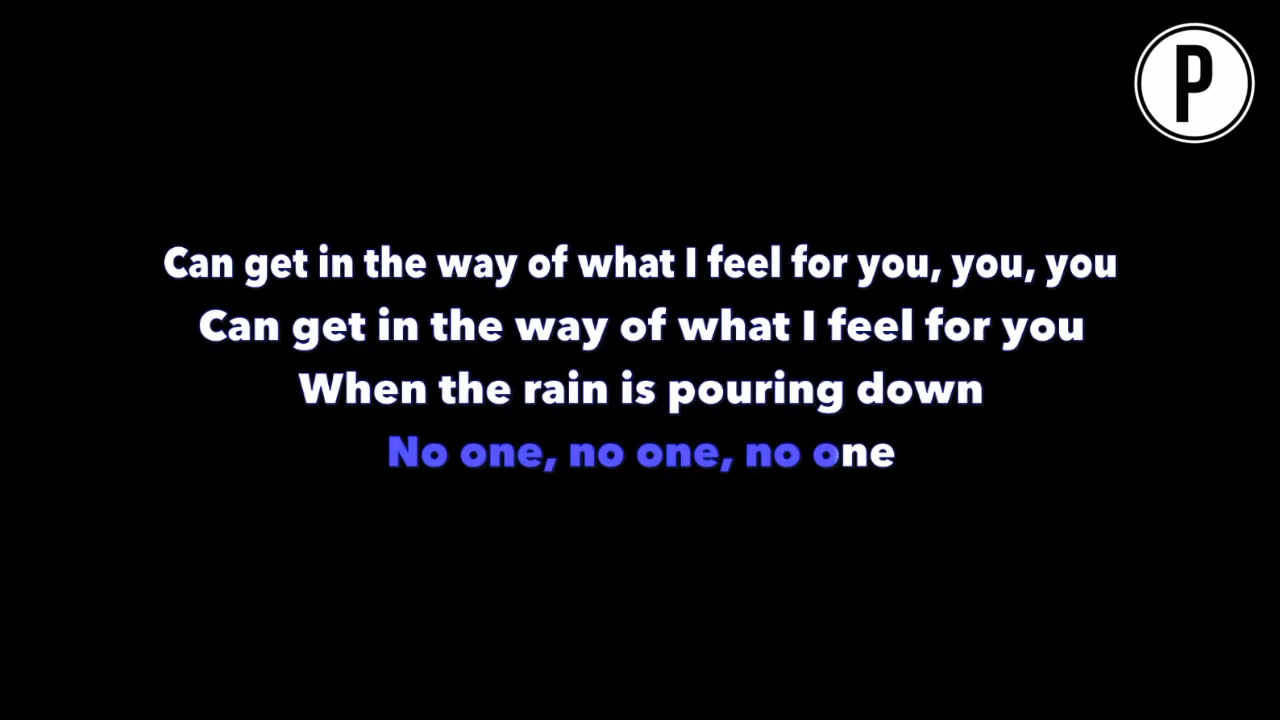 P
Can get in the way of what I feel for you, you, you
Can get in the way of what I feel for you
When the rain is pouring down
No one, no one, no one